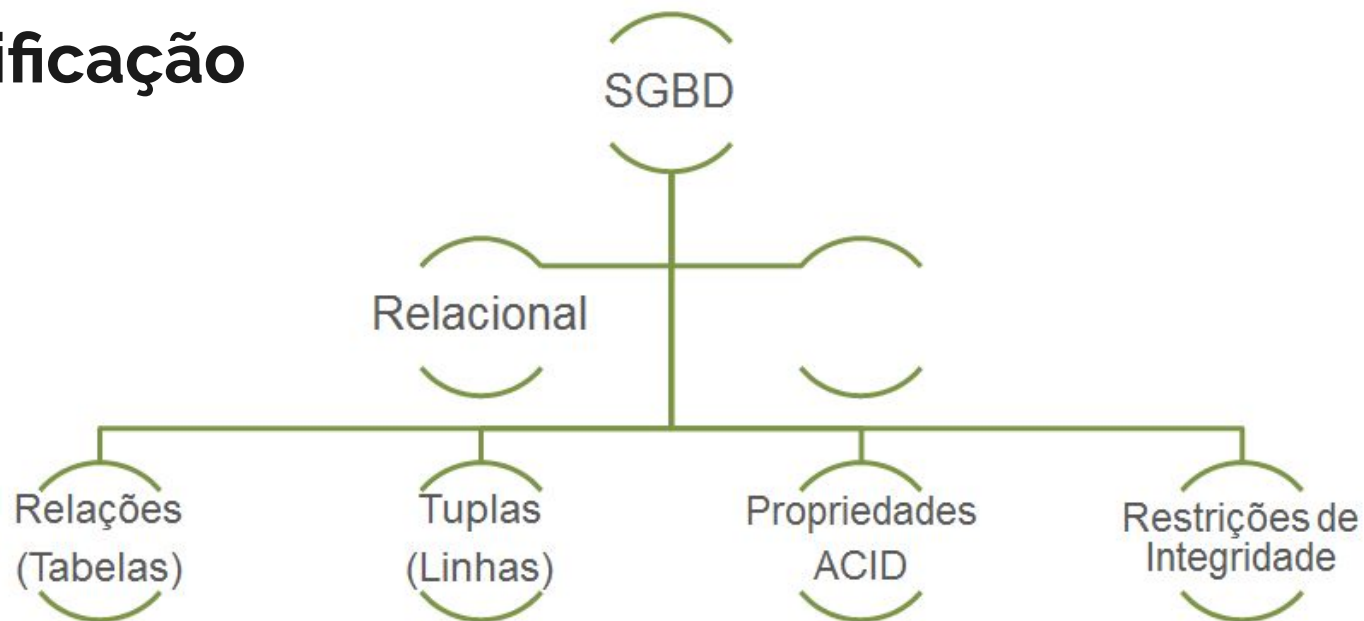 ificação
SGBD
Relacional
Relações
(Tabelas)
Tuplas
(Linhas)
Propriedades
ACID
Restrições de
Integridade